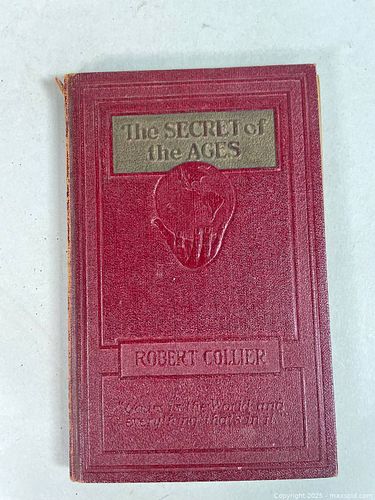 The SECRET of
the AGES
ROBERT COLLIER
"Yours is the World and
everything that's in it"
Copyright 2025 - maxsold.com